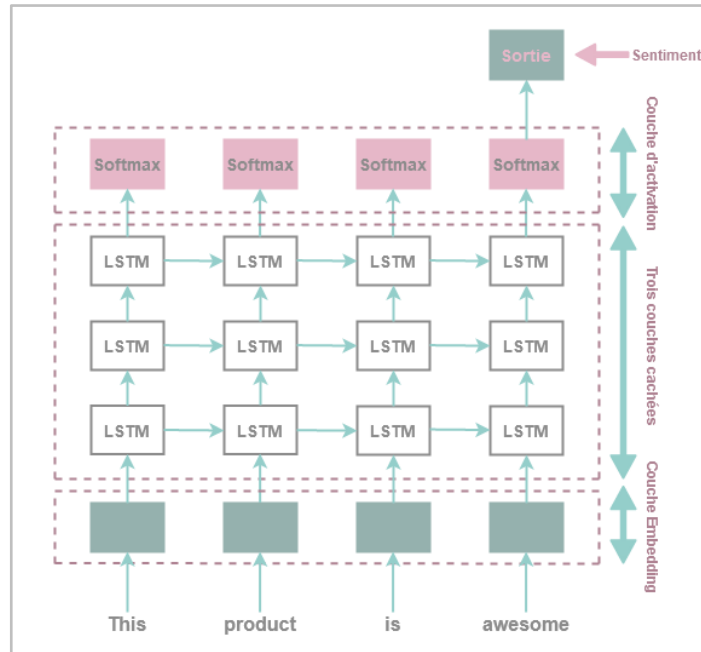 Sortie
Sentiment
Couche d'activation
Softmax Softmax Softmax Softmax
LSTM LSTM LSTM LSTM
Trois couches cachées
LSTM LSTM LSTM LSTM
LSTM LSTM LSTM LSTM
Couche Embedding
This product is awesome